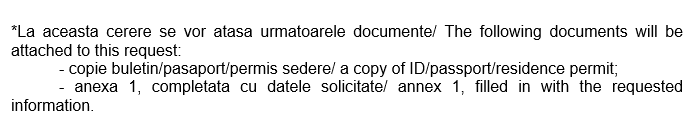 *La aceasta cerere se vor atasa urmatoarele documente/ The following documents will be
attached to this request:
- copie buletin/pasaport/permis sedere/ a copy of ID/passport/residence permit;
- anexa 1, completata cu datele solicitate/ annex 1, filled in with the requested
information.